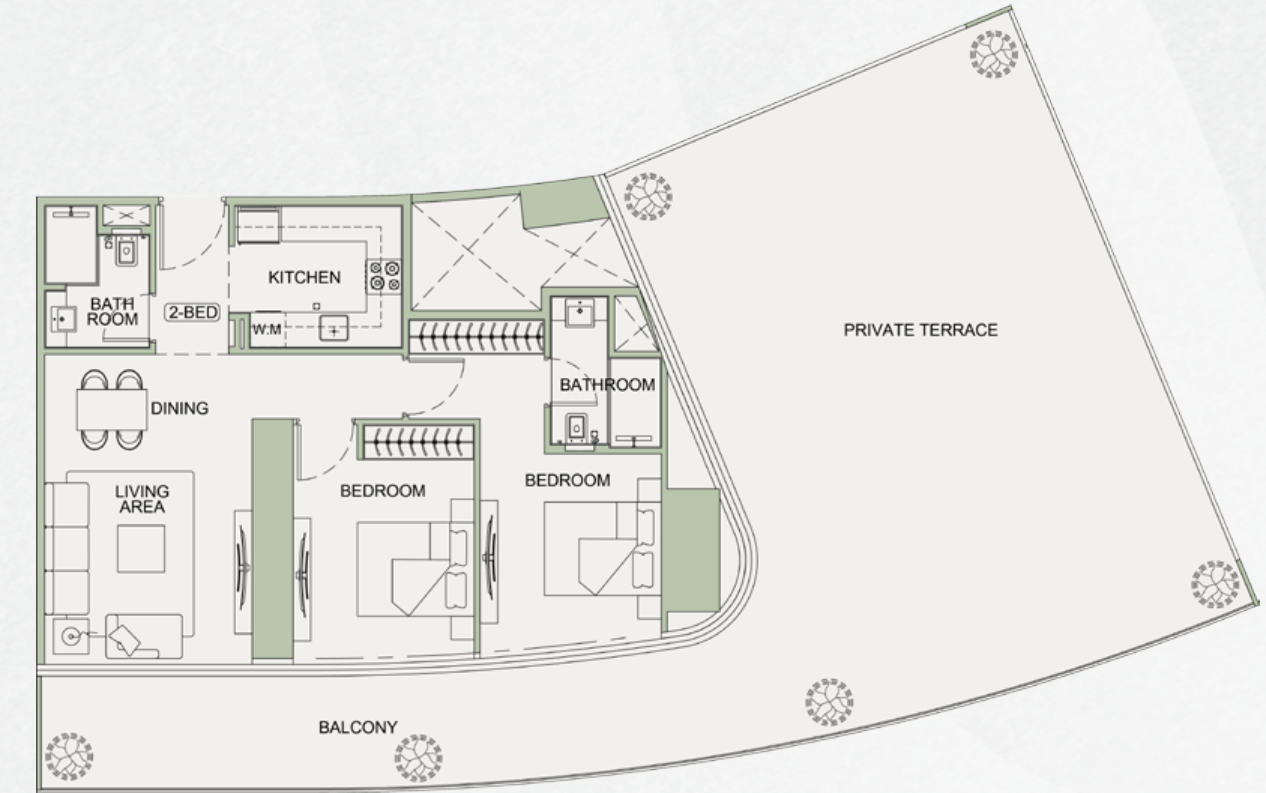 KITCHEN
BATH
ROOM
2-BED
W.M
PRIVATE TERRACE
BATHROOM
DINING
BEDROOM
LIVING
AREA
BEDROOM
BALCONY